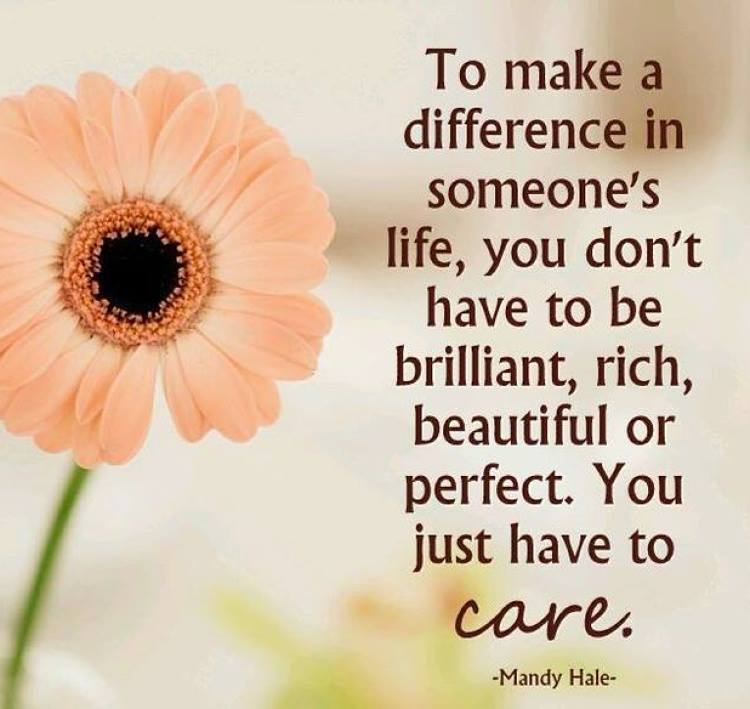 To make a
difference in
someone's
life, you don't
have to be
brilliant, rich,
beautiful or
perfect. You
just have to
care.
-Mandy Hale-